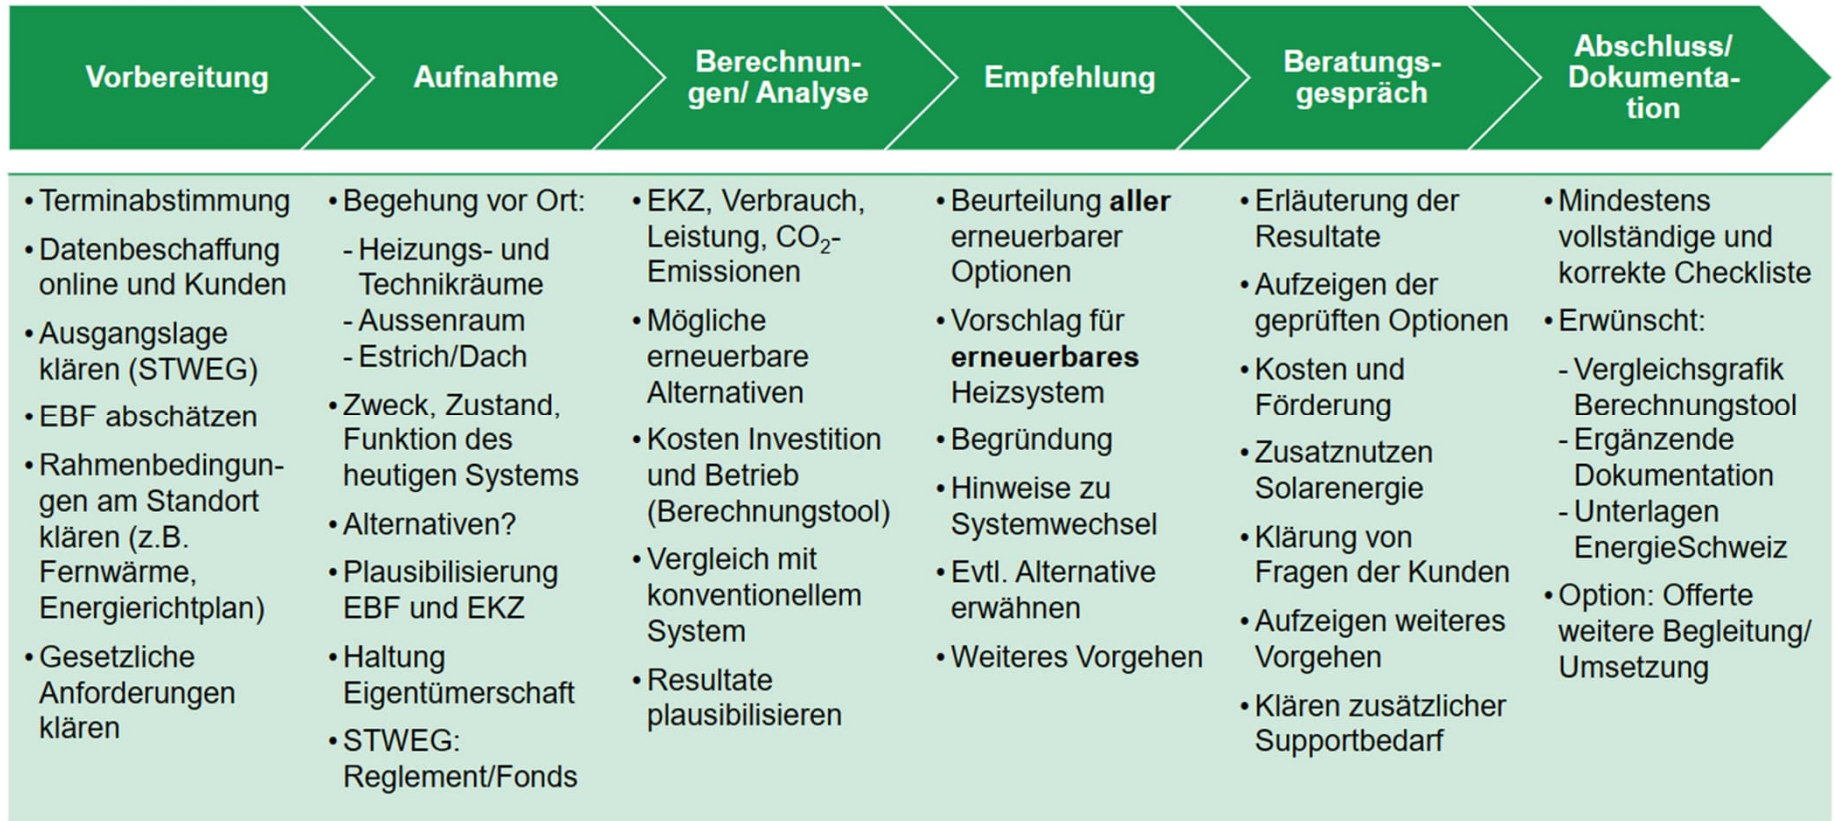 Vorbereitung
Aufnahme
Berechnun-
gen/ Analyse
Empfehlung
Beratungs-
gespräch
Abschluss/
Dokumenta-
tion
• Terminabstimmung
• Datenbeschaffung
online und Kunden
• Ausgangslage
klären (STWEG)
• EBF abschätzen
• Rahmenbedingun-
gen am Standort
klären (z.B.
Fernwärme,
Energierichtplan)
• Gesetzliche
Anforderungen
klären
• Begehung vor Ort:
- Heizungs- und
Technikräume
- Aussenraum
- Estrich/Dach
• Zweck, Zustand,
Funktion des
heutigen Systems
• Alternativen?
• Plausibilisierung
EBF und EKZ
• Haltung
Eigentümerschaft
• STWEG:
Reglement/Fonds
• EKZ, Verbrauch,
Leistung, CO₂-
Emissionen
• Mögliche
erneuerbare
Alternativen
• Kosten Investition
und Betrieb
(Berechnungstool)
• Vergleich mit
konventionellem
System
• Resultate
plausibilisieren
• Beurteilung aller
erneuerbarer
Optionen
• Vorschlag für
erneuerbares
Heizsystem
• Begründung
• Hinweise zu
Systemwechsel
• Evtl. Alternative
erwähnen
• Weiteres Vorgehen
• Erläuterung der
Resultate
• Aufzeigen der
geprüften Optionen
• Kosten und
Förderung
• Zusatznutzen
Solarenergie
• Klärung von
Fragen der Kunden
• Aufzeigen weiteres
Vorgehen
• Klären zusätzlicher
Supportbedarf
• Mindestens
vollständige und
korrekte Checkliste
• Erwünscht:
- Vergleichsgrafik
Berechnungstool
- Ergänzende
Dokumentation
- Unterlagen
EnergieSchweiz
• Option: Offerte
weitere Begleitung/
Umsetzung